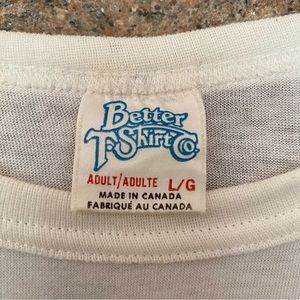 Better
T-Shirt Co.
ADULT/ADULTE L/G
MADE IN CANADA
FABRIQUÉ AU CANADA